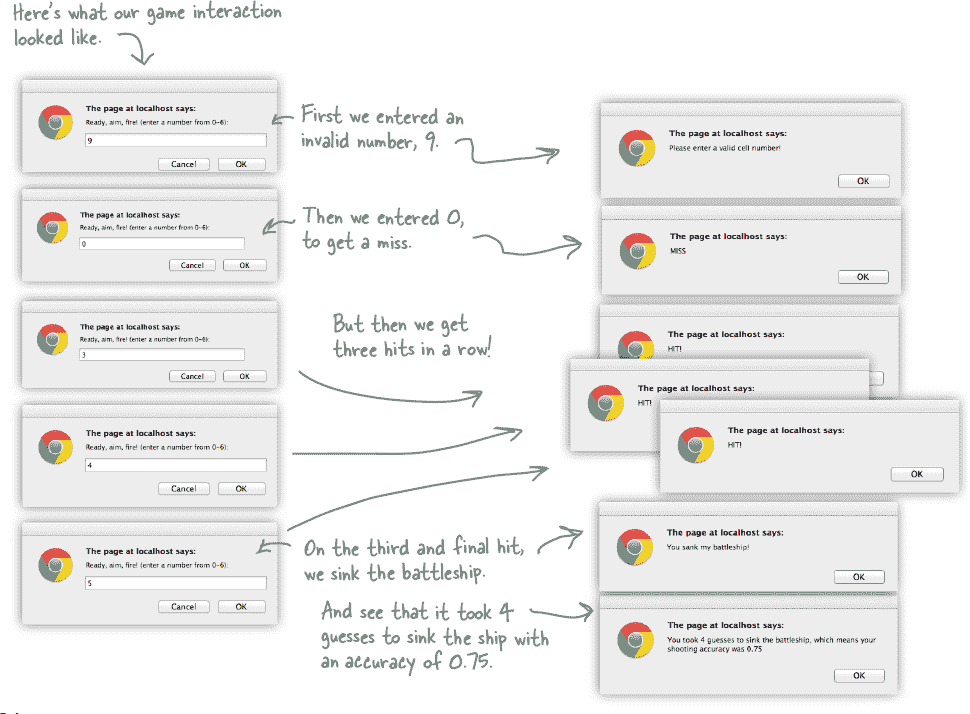 Here's what our game interaction
looked like.
The page at localhost says:
Ready, aim, fire! (enter a number from 0-6):
9
Cancel
OK
First we entered an
invalid number, 9.
The page at localhost says:
Please enter a valid cell number!
OK
The page at localhost says:
Ready, aim, fire! (enter a number from 0-6):
0
Cancel
OK
Then we entered 0,
to get a miss.
The page at localhost says:
MISS
OK
The page at localhost says:
Ready, aim, fire! (enter a number from 0-6):
3
Cancel
OK
But then we get
three hits in a row!
The page at localhost says:
HIT!
The page at localhost says:
HIT!
The page at localhost says:
HIT!
OK
The page at localhost says:
Ready, aim, fire! (enter a number from 0-6):
4
Cancel
OK
The page at localhost says:
Ready, aim, fire! (enter a number from 0-6):
5
Cancel
OK
On the third and final hit,
we sink the battleship.
The page at localhost says:
You sank my battleship!
OK
And see that it took 4
guesses to sink the ship with
an accuracy of 0.75.
The page at localhost says:
You took 4 guesses to sink the battleship, which means your
shooting accuracy was 0.75
OK